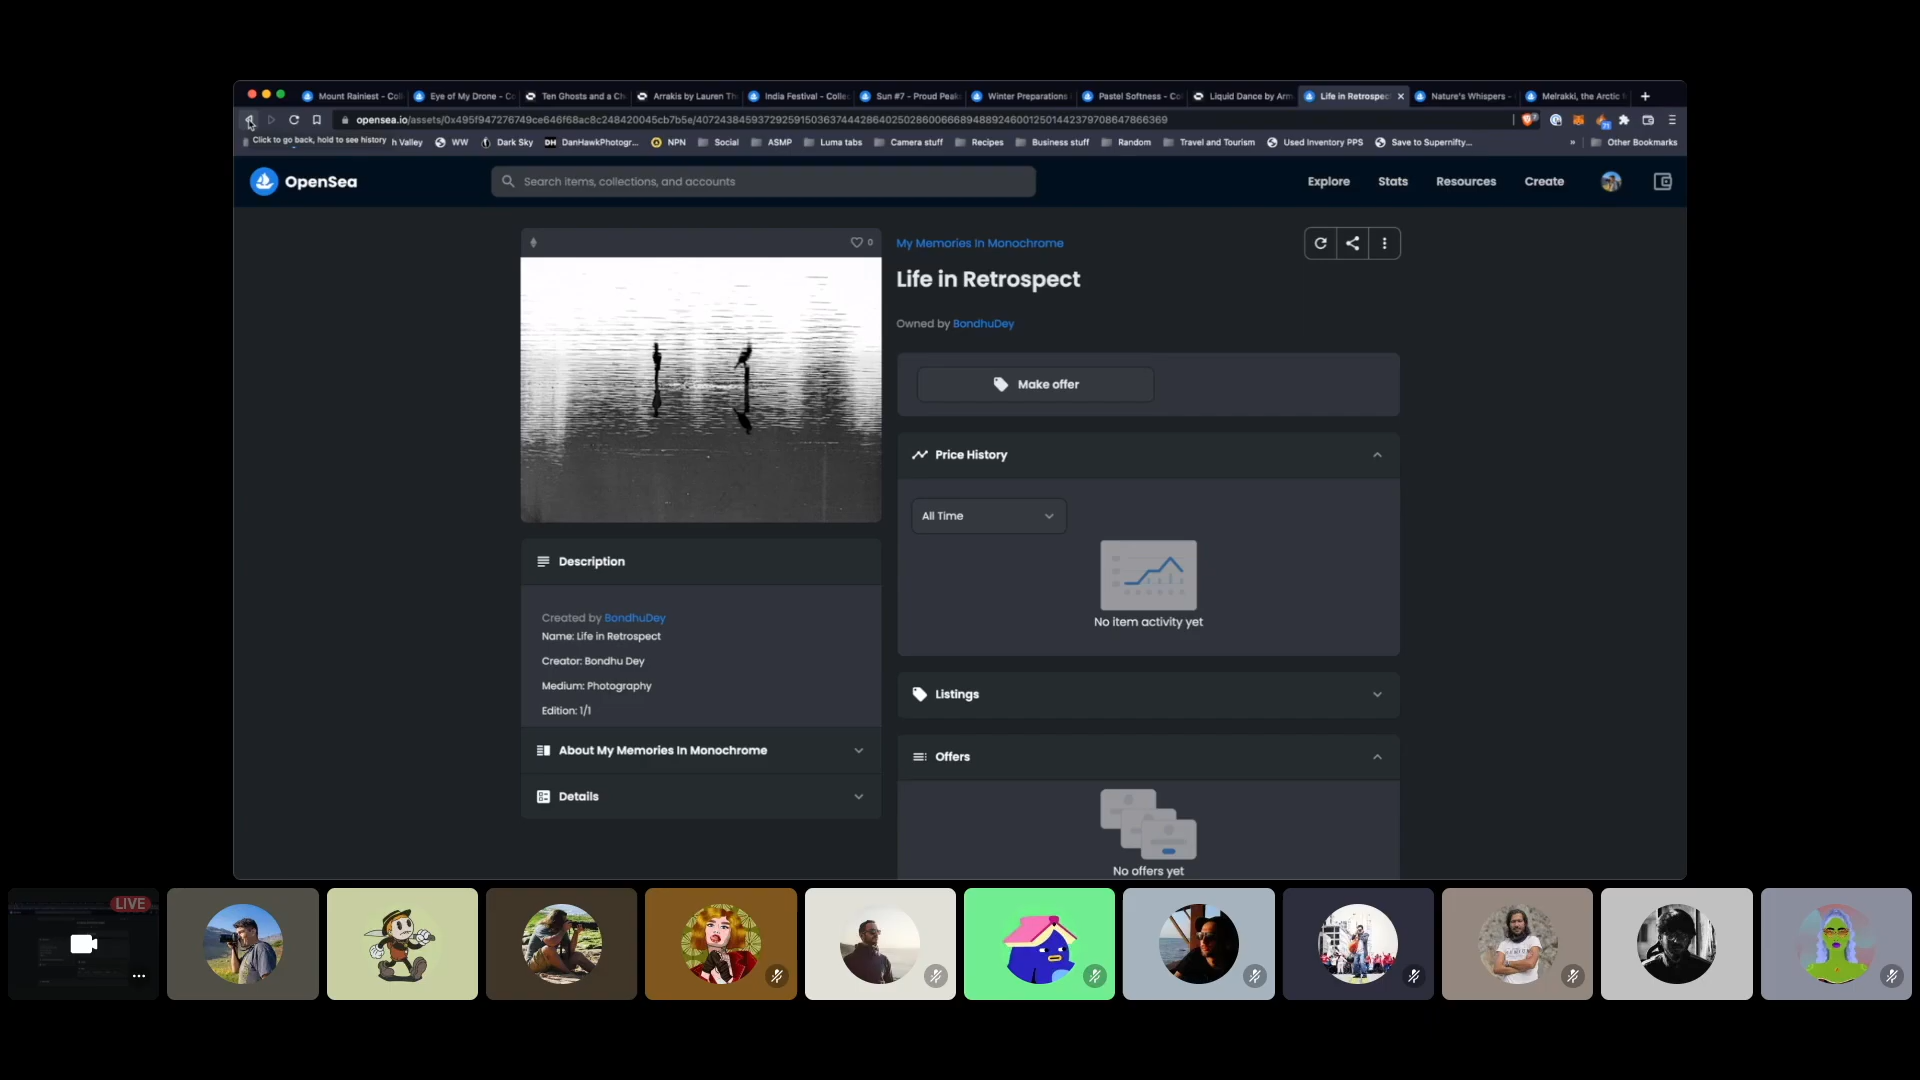 Mount Rainiest - Coll
Eye of My Drone - Co
Ten Ghosts and a Ch
Arrakis by Lauren Th
India Festival - Collec
Sun #7 - Proud Peak
Winter Preparations
Pastel Softness - Co
Liquid Dance by Arm
Life in Retrospect
Nature's Whispers -
Melrakki, the Arctic
opensea.io/assets/0x495f947276749ce646f68ac8c248420045cb7b5e/
Click to go back, hold to see history
h Valley
WW
Dark Sky
DanHawkPhotogr...
NPN
Social
ASMP
Luma tabs
Camera stuff
Recipes
Business stuff
Random
Travel and Tourism
Used Inventory PPS
Save to Supernifty...
»
Other Bookmarks
OpenSea
Search items, collections, and accounts
Explore
Stats
Resources
Create
0
My Memories In Monochrome
Life in Retrospect
Owned by BondhuDey
Make offer
Price History
All Time
No item activity yet
Description
Created by BondhuDey
Name: Life in Retrospect
Creator: Bondhu Dey
Medium: Photography
Edition: 1/1
Listings
About My Memories In Monochrome
Offers
Details
No offers yet
LIVE